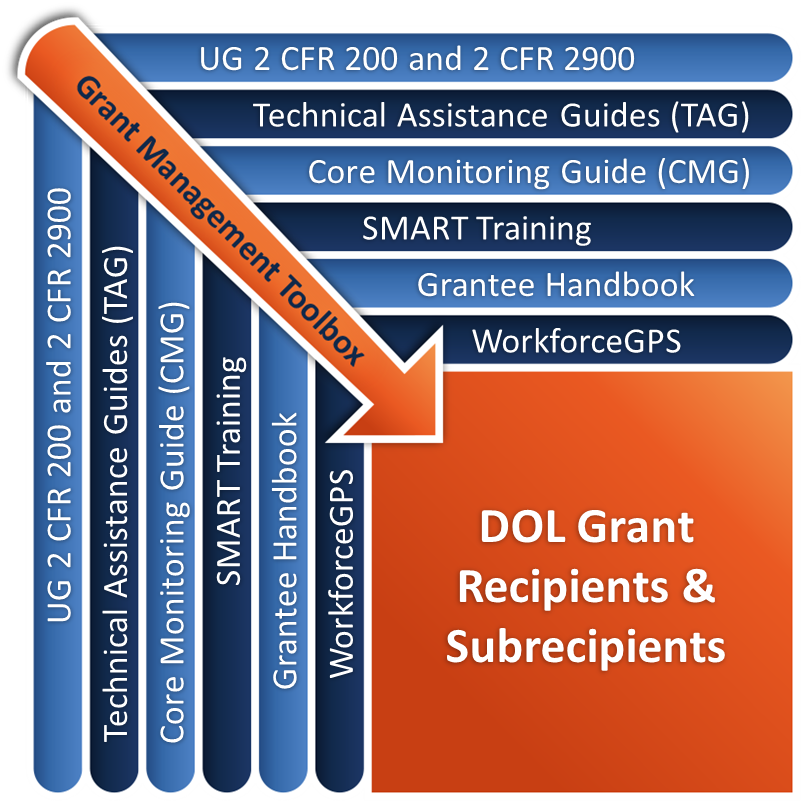 Grant Management Toolbox
UG 2 CFR 200 and 2 CFR 2900
Technical Assistance Guides (TAG)
Core Monitoring Guide (CMG)
SMART Training
Grantee Handbook
WorkforceGPS
UG 2 CFR 200 and 2 CFR 2900
Technical Assistance Guides (TAG)
Core Monitoring Guide (CMG)
SMART Training
Grantee Handbook
WorkforceGPS
DOL Grant
Recipients &
Subrecipients